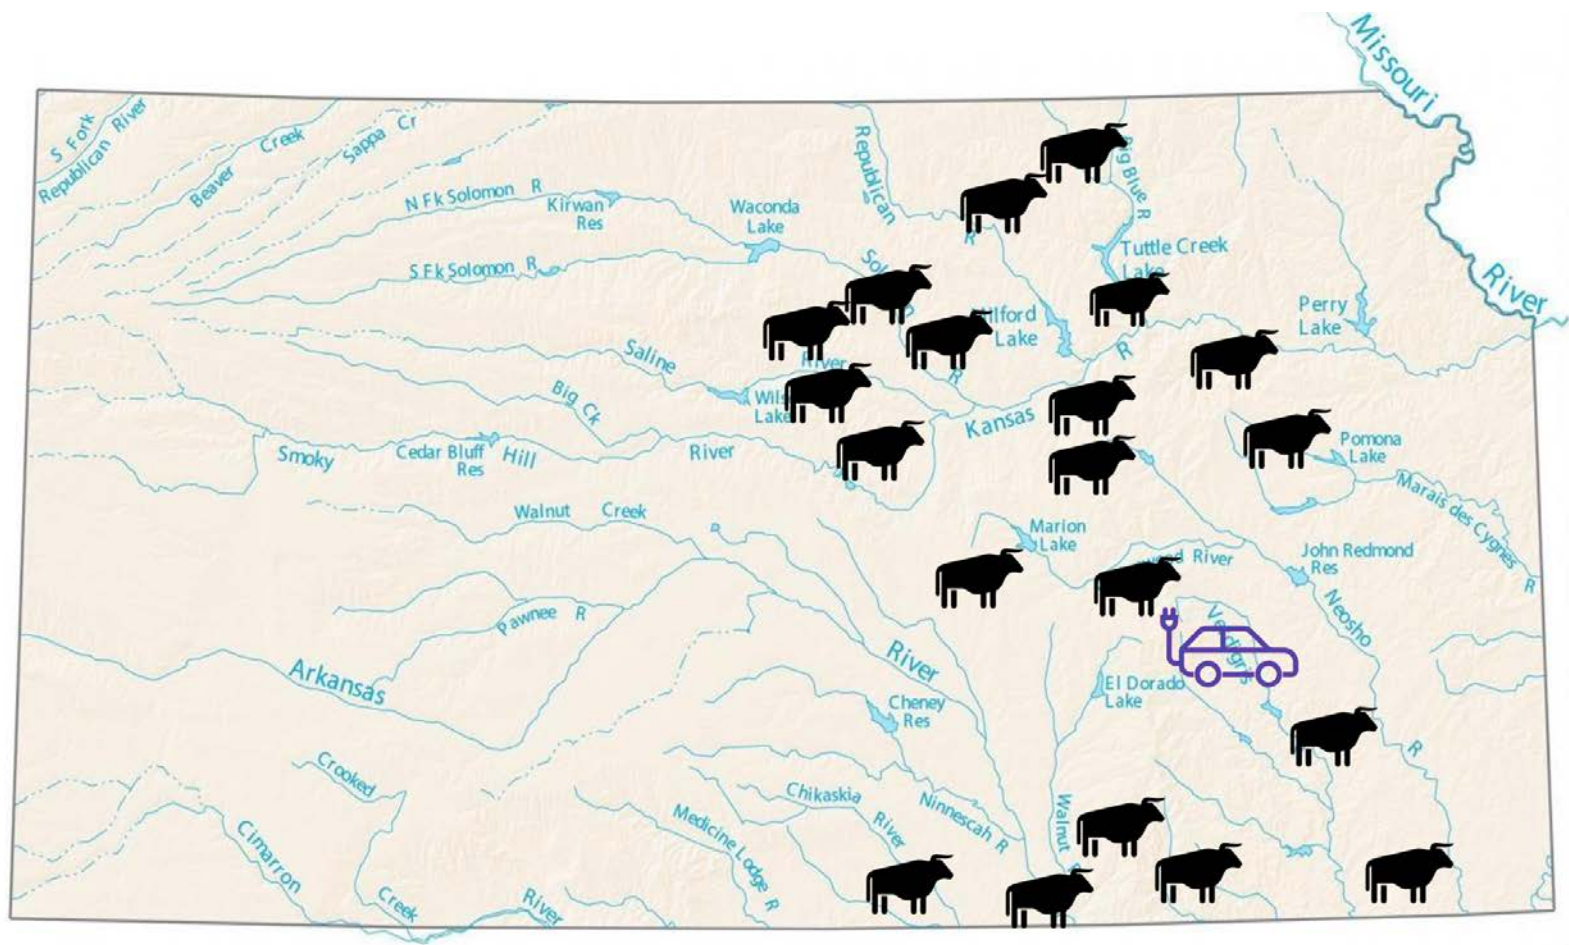 Missouri
River
S Fork
Republican River
Beaver
Creek
Sappa Cr
N Fk Solomon R
Kirwan
Res
Waconda
Lake
Republican
R
Big Blue R
Tuttle Creek
Lake
S Fk Solomon R
Lake
Perry
Lake
R
Saline
River
R
Big Ck
Lake
Kansas
Smoky
Cedar Bluff
Res
Hill
River
Pomona
Lake
Marais des Cygnes
R
Walnut Creek
R
Marion
Lake
River
John Redmond
Res
Neosho
R
Pawnee R
Arkansas
River
El Dorado
Lake
Cheney
Res
Crooked
Creek
Cimarron
River
Medicine Lodge R
Chikaskia
River
Ninnescah R
Walnut